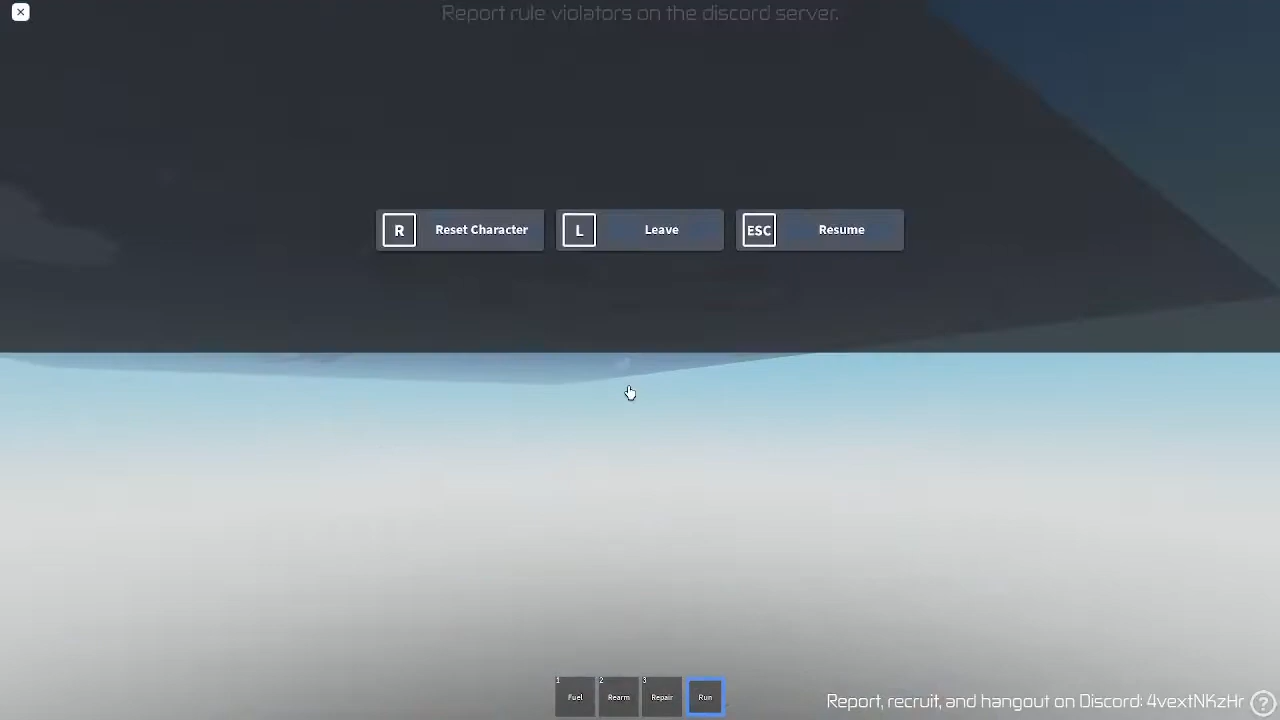 Report rule violators on the discord server.
R Reset Character
L Leave
ESC Resume
1 Fuel
2 Rearm
3 Repair
Run
Report, recruit, and hangout on Discord: 4vextNKzHr
?